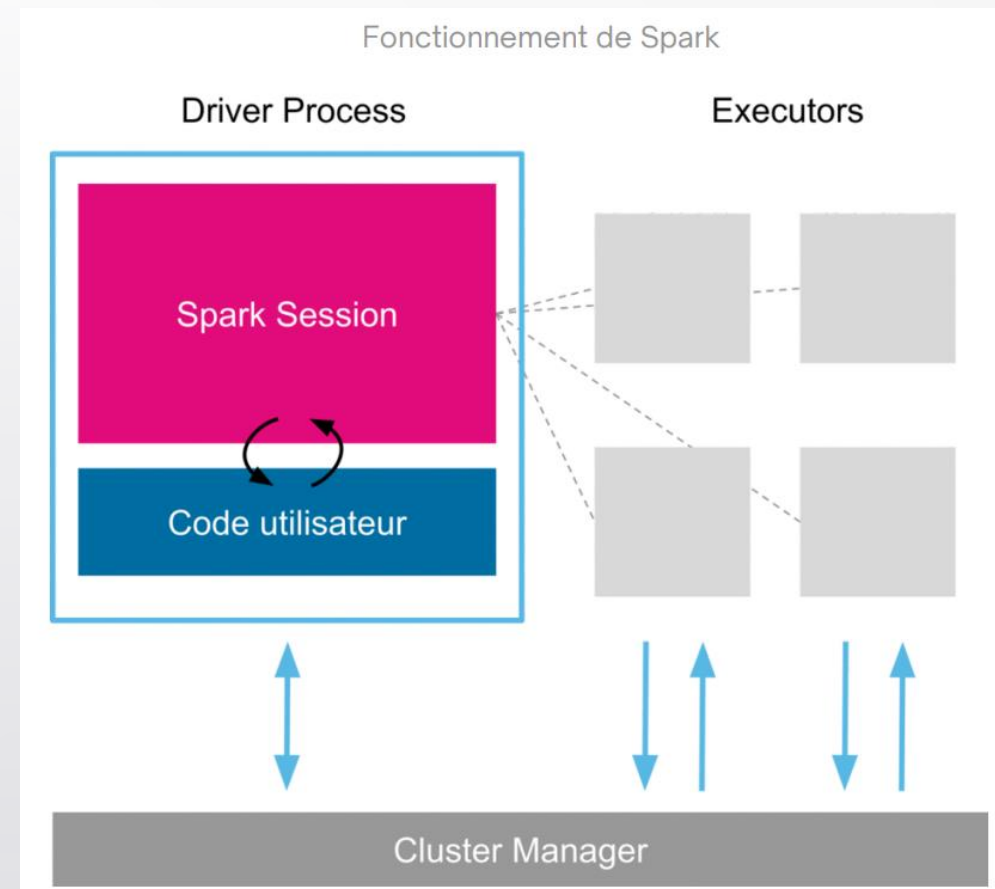 Fonctionnement de Spark
Driver Process
Executors
Spark Session
Code utilisateur
Cluster Manager